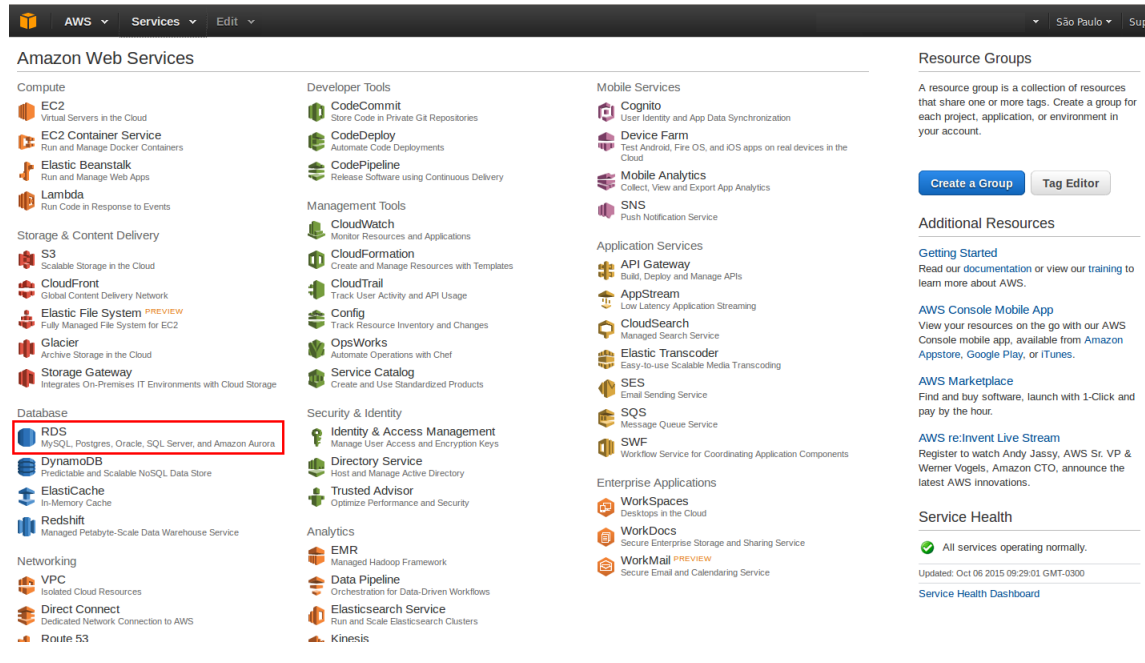 AWS Services Edit São Paulo Sup
Amazon Web Services
Compute
EC2
Virtual Servers in the Cloud
EC2 Container Service
Run and Manage Docker Containers
Elastic Beanstalk
Run and Manage Web Apps
Lambda
Run Code in Response to Events
Storage & Content Delivery
S3
Scalable Storage in the Cloud
CloudFront
Global Content Delivery Network
Elastic File System PREVIEW
Fully Managed File System for EC2
Glacier
Archive Storage in the Cloud
Storage Gateway
Integrates On-Premises IT Environments with Cloud Storage
Database
RDS
MySQL, Postgres, Oracle, SQL Server, and Amazon Aurora
DynamoDB
Predictable and Scalable NoSQL Data Store
ElastiCache
In-Memory Cache
Redshift
Managed Petabyte-Scale Data Warehouse Service
Networking
VPC
Isolated Cloud Resources
Direct Connect
Dedicated Network Connection to AWS
Route 53
Developer Tools
CodeCommit
Store Code in Private Git Repositories
CodeDeploy
Automate Code Deployments
CodePipeline
Release Software using Continuous Delivery
Management Tools
CloudWatch
Monitor Resources and Applications
CloudFormation
Create and Manage Resources with Templates
CloudTrail
Track User Activity and API Usage
Config
Track Resource Inventory and Changes
OpsWorks
Automate Operations with Chef
Service Catalog
Create and Use Standardized Products
Security & Identity
Identity & Access Management
Manage User Access and Encryption Keys
Directory Service
Host and Manage Active Directory
Trusted Advisor
Optimize Performance and Security
Analytics
EMR
Managed Hadoop Framework
Data Pipeline
Orchestration for Data-Driven Workflows
Elasticsearch Service
Run and Scale Elasticsearch Clusters
Kinesis
Mobile Services
Cognito
User Identity and App Data Synchronization
Device Farm
Test Android, Fire OS, and iOS apps on real devices in the
Cloud
Mobile Analytics
Collect, View and Export App Analytics
SNS
Push Notification Service
Application Services
API Gateway
Build, Deploy and Manage APIs
AppStream
Low Latency Application Streaming
CloudSearch
Managed Search Service
Elastic Transcoder
Easy-to-use Scalable Media Transcoding
SES
Email Sending Service
SQS
Message Queue Service
SWF
Workflow Service for Coordinating Application Components
Enterprise Applications
WorkSpaces
Desktops in the Cloud
WorkDocs
Secure Enterprise Storage and Sharing Service
WorkMail PREVIEW
Secure Email and Calendaring Service
Resource Groups
A resource group is a collection of resources
that share one or more tags. Create a group for
each project, application, or environment in
your account.
Create a Group Tag Editor
Additional Resources
Getting Started
Read our documentation or view our training to
learn more about AWS.
AWS Console Mobile App
View your resources on the go with our AWS
Console mobile app, available from Amazon
Appstore, Google Play, or iTunes.
AWS Marketplace
Find and buy software, launch with 1-Click and
pay by the hour.
AWS re:Invent Live Stream
Register to watch Andy Jassy, AWS Sr. VP &
Werner Vogels, Amazon CTO, announce the
latest AWS innovations.
Service Health
All services operating normally.
Updated: Oct 06 2015 09:29:01 GMT-0300
Service Health Dashboard